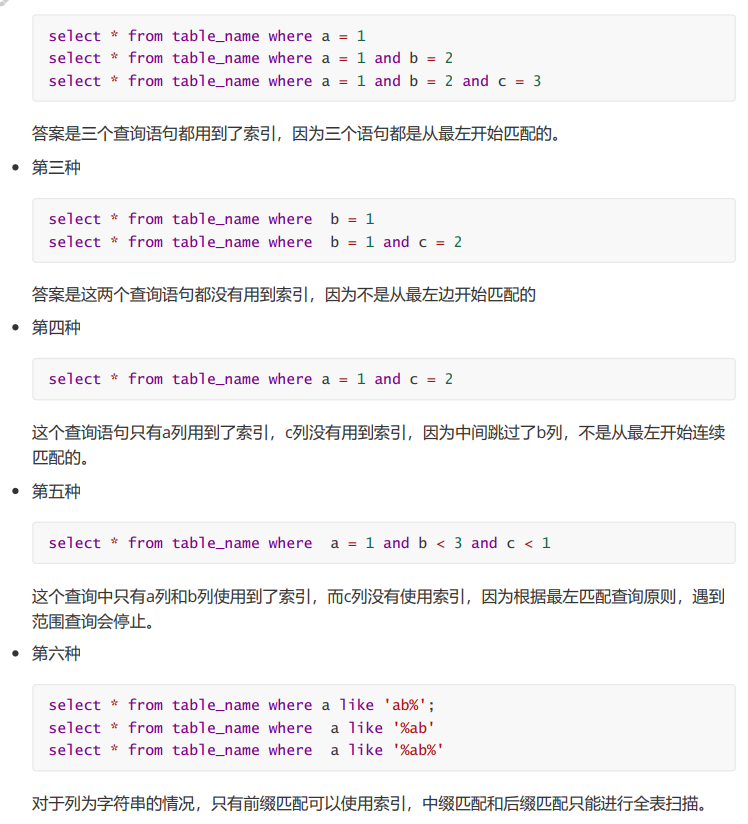 select * from table_name where a = 1
select * from table_name where a = 1 and b = 2
select * from table_name where a = 1 and b = 2 and c = 3
答案是三个查询语句都用到了索引，因为三个语句都是从最左开始匹配的。
第三种
select * from table_name where  b = 1
select * from table_name where  b = 1 and c = 2
答案是这两个查询语句都没有用到索引，因为不是从最左边开始匹配的
第四种
select * from table_name where a = 1 and c = 2
这个查询语句只有a列用到了索引，c列没有用到索引，因为中间跳过了b列，不是从最左开始连续
匹配的。
第五种
select * from table_name where  a = 1 and b < 3 and c < 1
这个查询中只有a列和b列使用到了索引，而c列没有使用索引，因为根据最左匹配查询原则，遇到
范围查询会停止。
第六种
select * from table_name where a like 'ab%';
select * from table_name where  a like '%ab'
select * from table_name where  a like '%ab%'
对于列为字符串的情况，只有前缀匹配可以使用索引，中缀匹配和后缀匹配只能进行全表扫描。